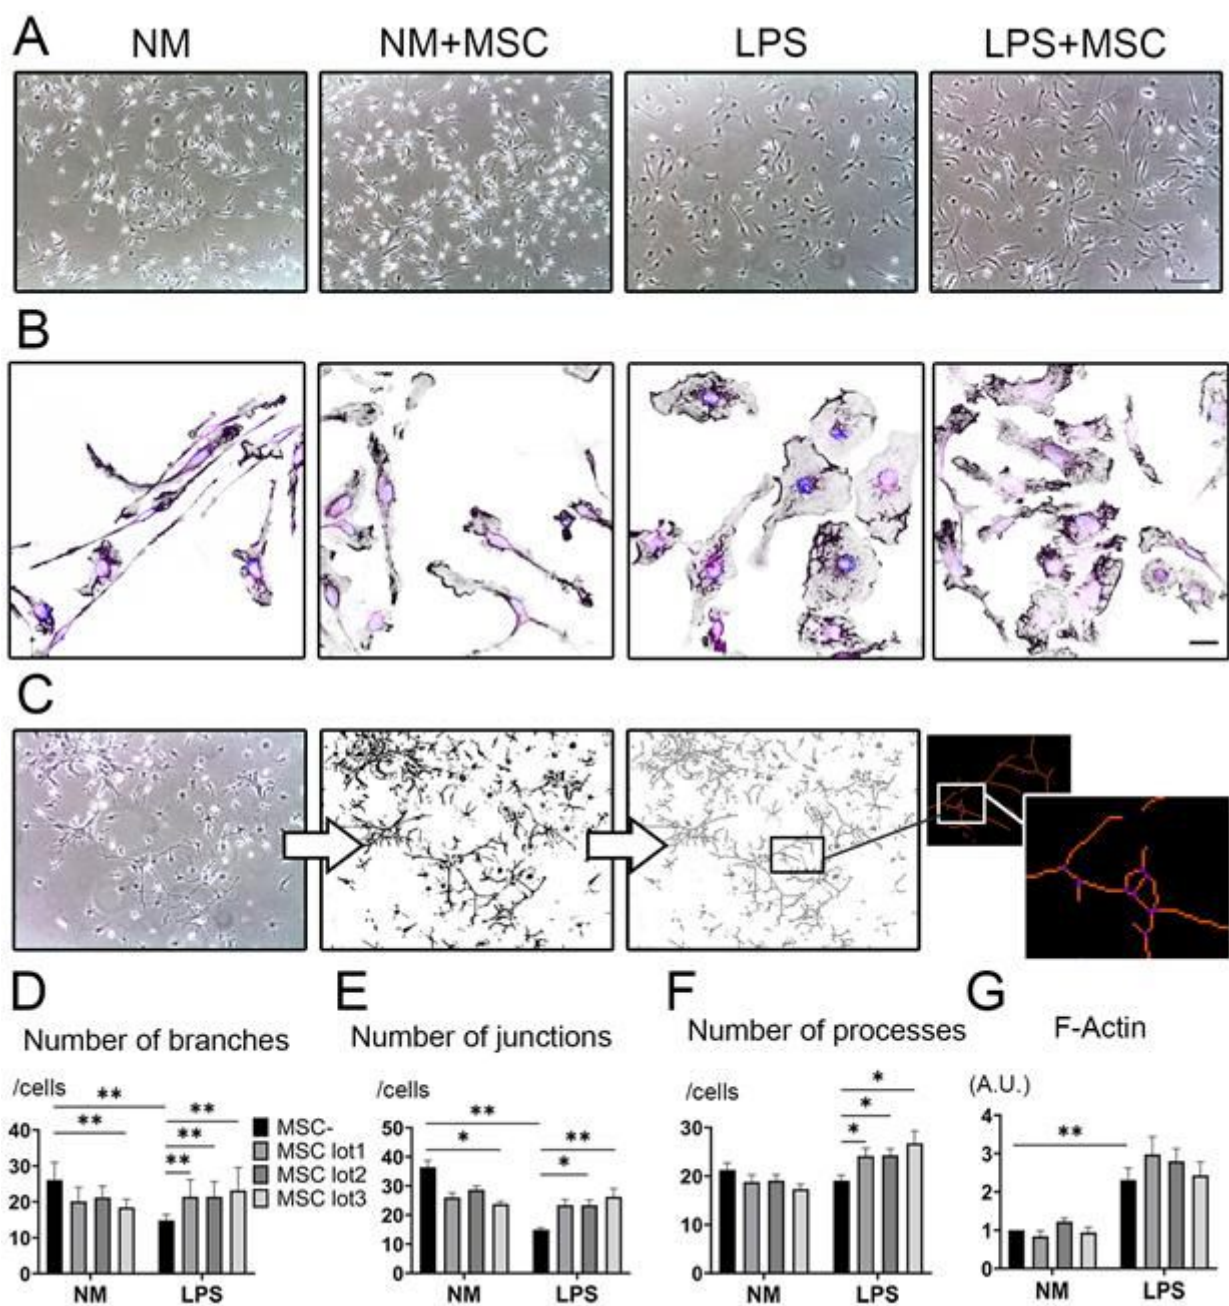 A
NM
NM+MSC
LPS
LPS+MSC
B
C
D
E
F
G
Number of branches
Number of junctions
Number of processes
F-Actin
/cells
**
**
**
**
**
40
30
20
10
0
NM
LPS
MSC-
MSC lot1
MSC lot2
MSC lot3
/cells
**
*
**
*
50
40
30
20
10
0
NM
LPS
/cells
*
*
*
30
20
10
0
NM
LPS
(A.U.)
**
4
3
2
1
0
NM
LPS